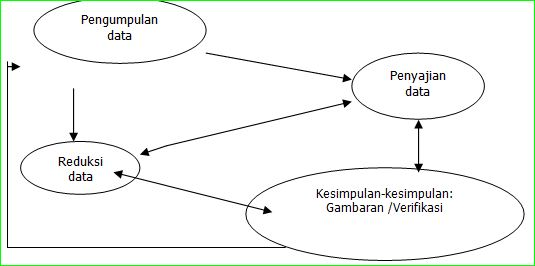 Pengumpulan
data
Penyajian
data
Reduksi
data
Kesimpulan-kesimpulan:
Gambaran /Verifikasi